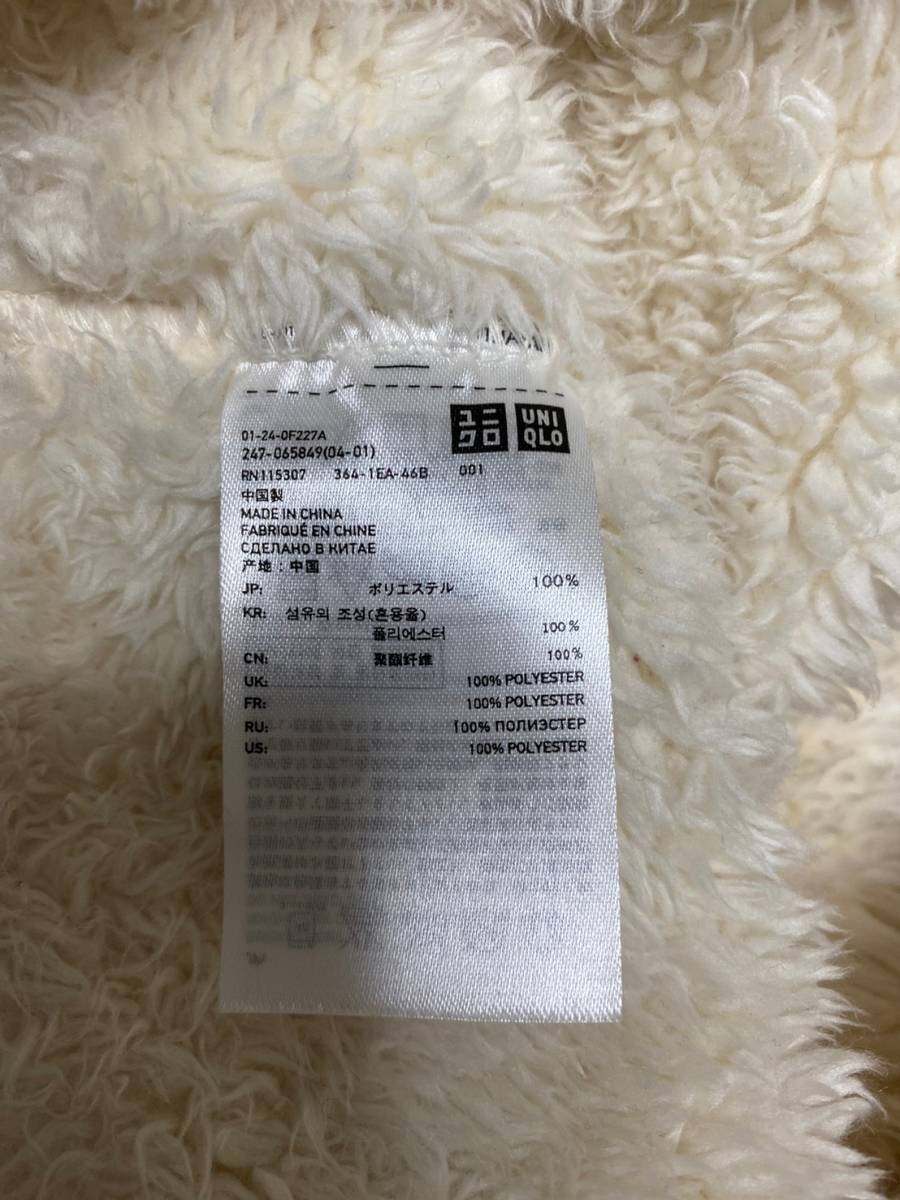 ユニクロ
UNI
QLO
01-24-0F227A
247-065849(04-01)
RN115307 364-1EA-46B 001
中国製
MADE IN CHINA
FABRIQUÉ EN CHINE
СДЕЛАНО В КИТАЕ
产地：中国
JP: ポリエステル 100%
KR: 섬유의 조성(혼용율)
폴리에스터 100%
CN: 聚酯纤维 100%
UK: 100% POLYESTER
FR: 100% POLYESTER
RU: 100% ПОЛИЭСТЕР
US: 100% POLYESTER